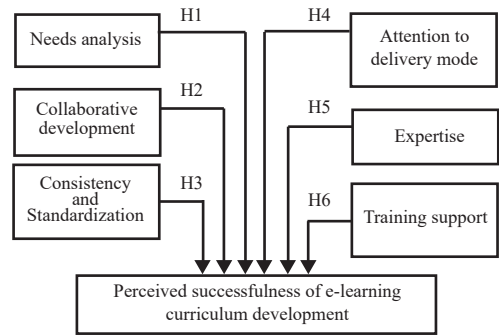 Needs analysis
H1
H4
Attention to
delivery mode
Collaborative
development
H2
H5
Expertise
Consistency
and
Standardization
H3
H6
Training support
Perceived successfulness of e-learning
curriculum development